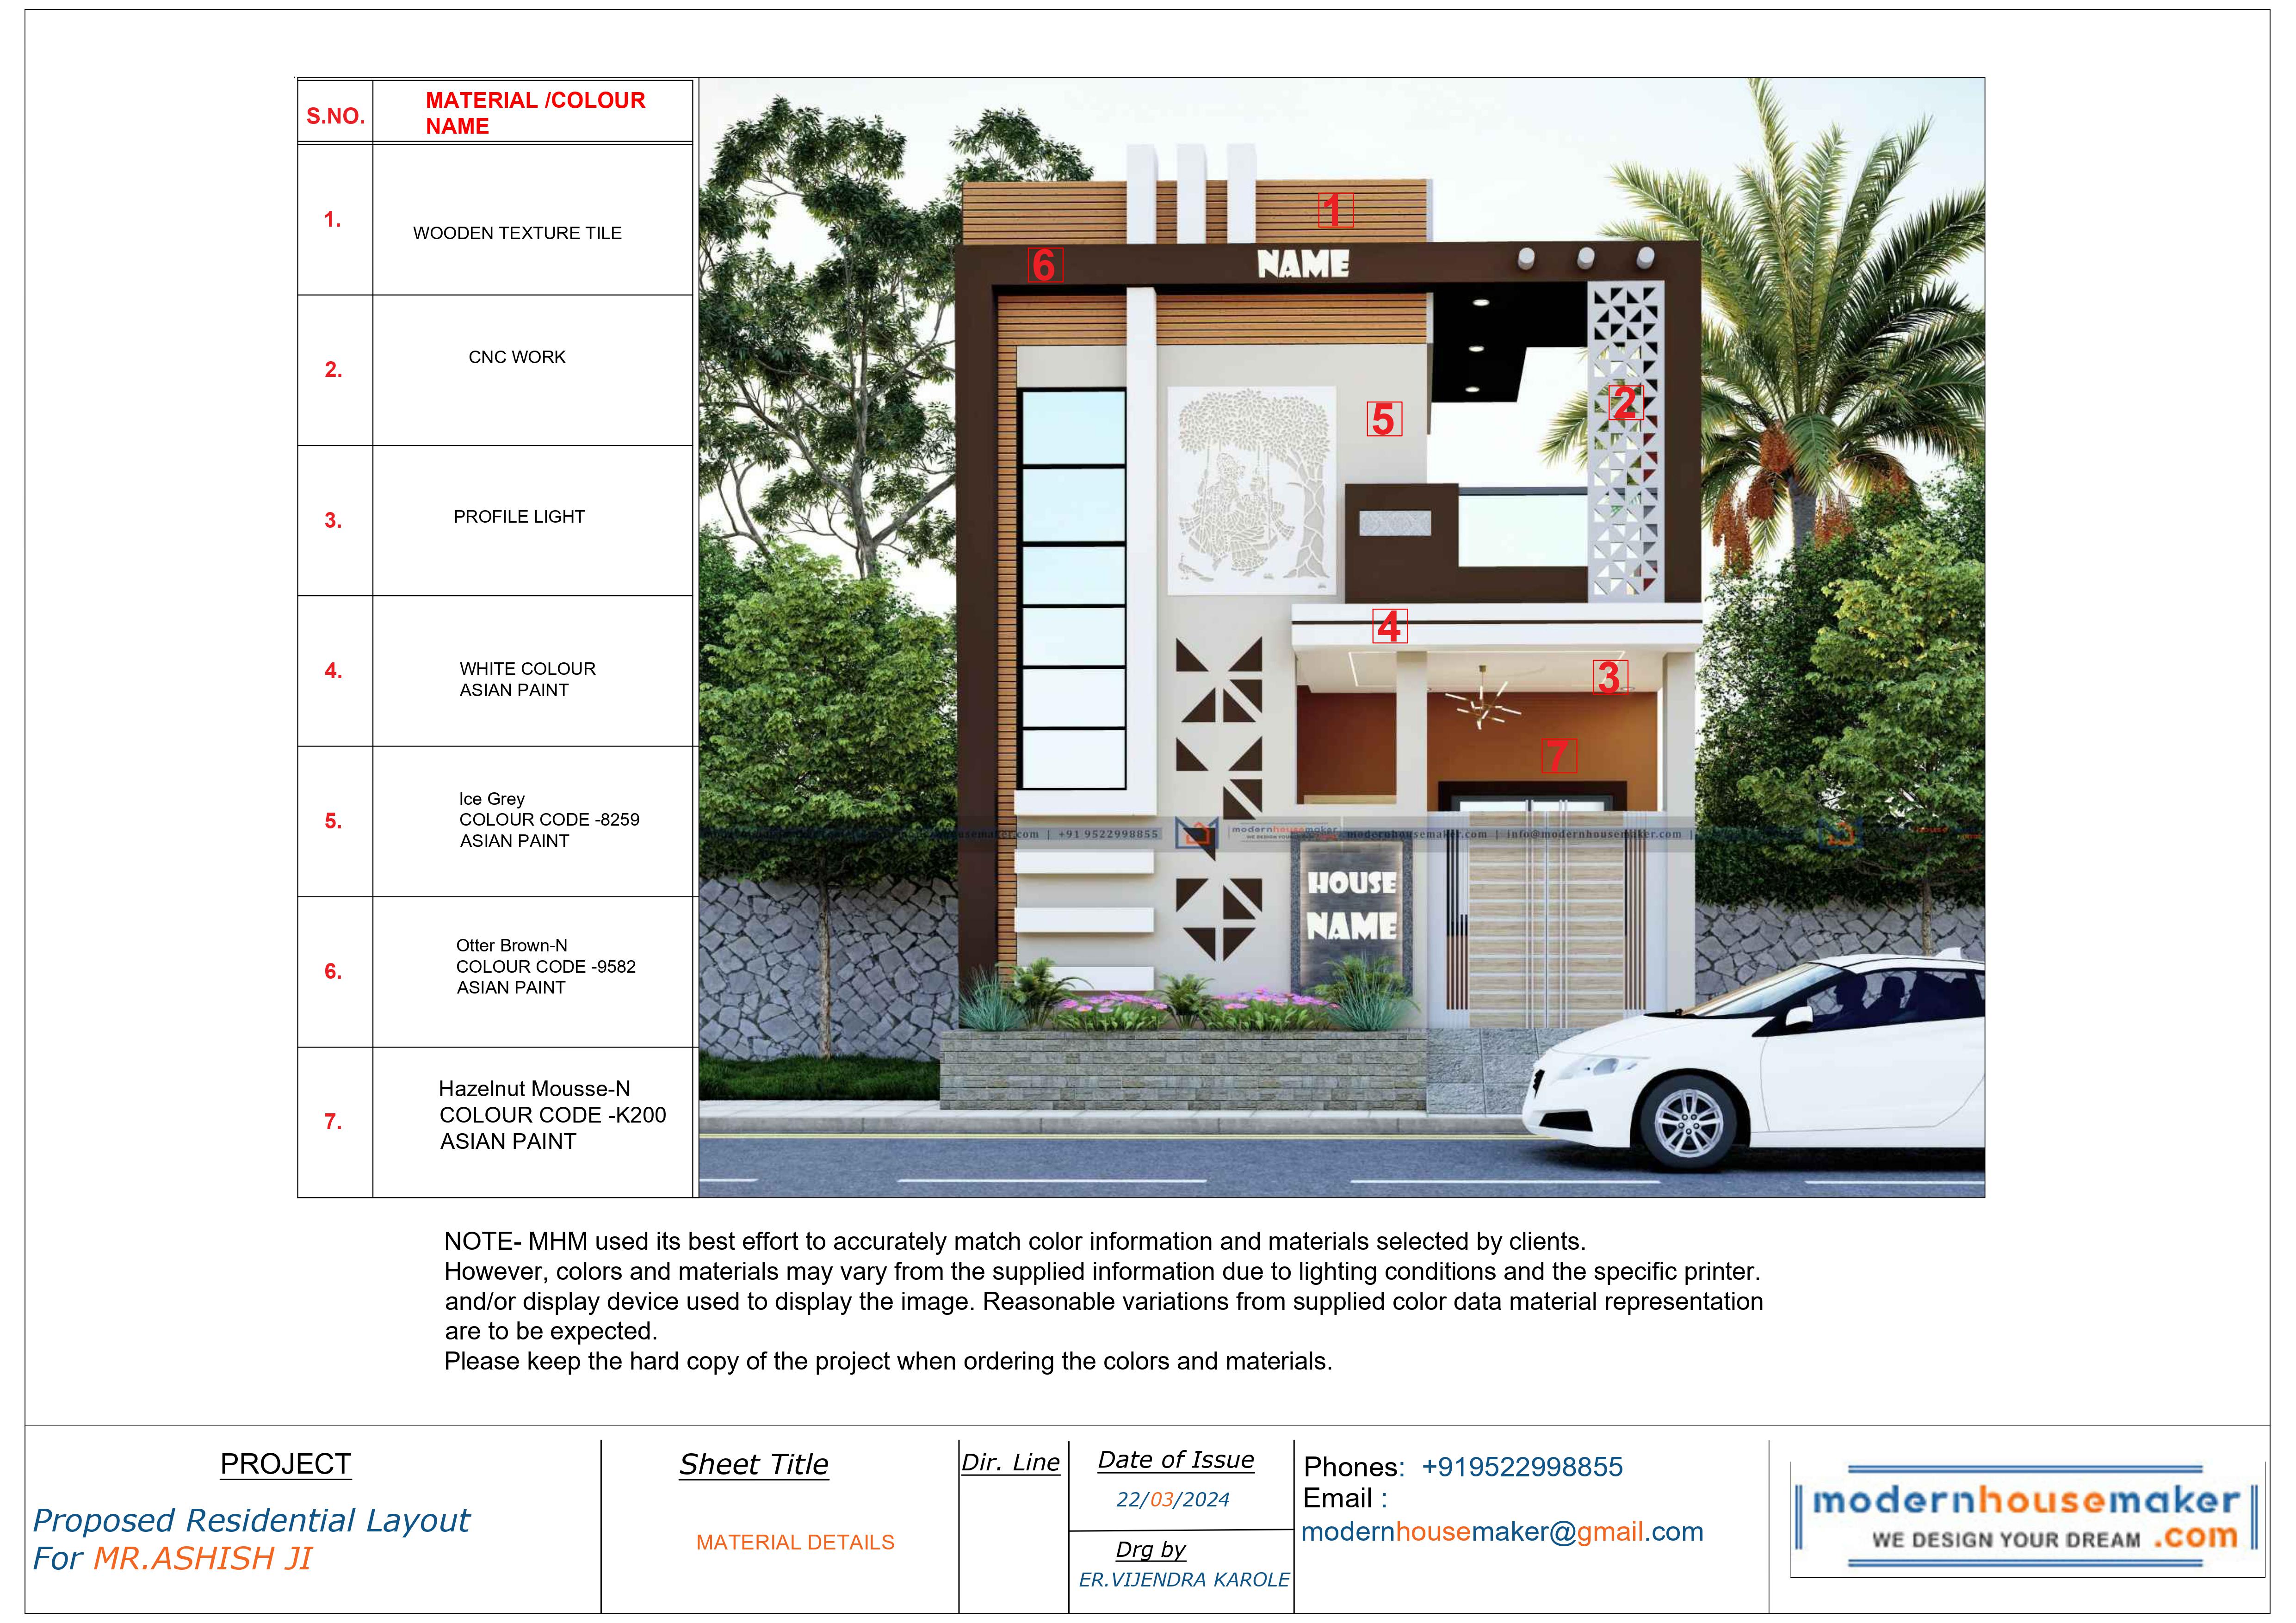 S.NO.
MATERIAL /COLOUR
NAME
1.
WOODEN TEXTURE TILE
2.
CNC WORK
3.
PROFILE LIGHT
4.
WHITE COLOUR
ASIAN PAINT
5.
Ice Grey
COLOUR CODE -8259
ASIAN PAINT
6.
Otter Brown-N
COLOUR CODE -9582
ASIAN PAINT
7.
Hazelnut Mousse-N
COLOUR CODE -K200
ASIAN PAINT
1
6
NAME
2
5
4
3
7
+91 9522998855
modernhousemaker
modernhousemaker.com | info@modernhousemaker.com |
HOUSE
NAME
NOTE- MHM used its best effort to accurately match color information and materials selected by clients.
However, colors and materials may vary from the supplied information due to lighting conditions and the specific printer.
and/or display device used to display the image. Reasonable variations from supplied color data material representation
are to be expected.
Please keep the hard copy of the project when ordering the colors and materials.
PROJECT
Proposed Residential Layout
For MR.ASHISH JI
Sheet Title
MATERIAL DETAILS
Dir. Line
Date of Issue
22/03/2024
Drg by
ER.VIJENDRA KAROLE
Phones: +919522998855
Email :
modernhousemaker@gmail.com
modernhousemaker
WE DESIGN YOUR DREAM .com